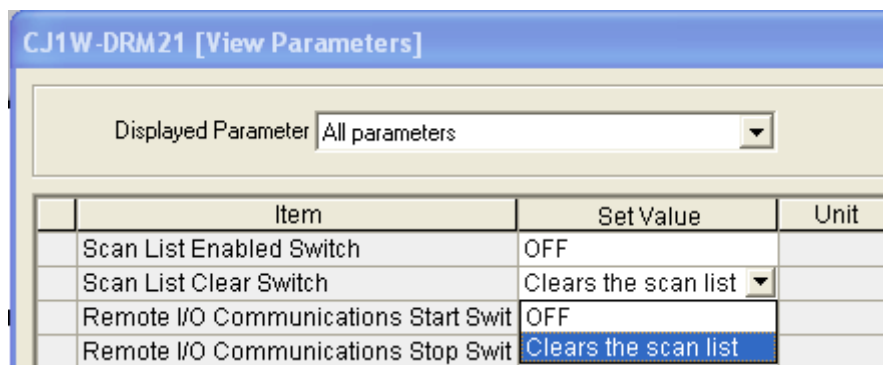 CJ1W-DRM21 [View Parameters]
Displayed Parameter All parameters
Item Set Value Unit
Scan List Enabled Switch OFF
Scan List Clear Switch Clears the scan list
Remote I/O Communications Start Swit OFF
Remote I/O Communications Stop Swit Clears the scan list